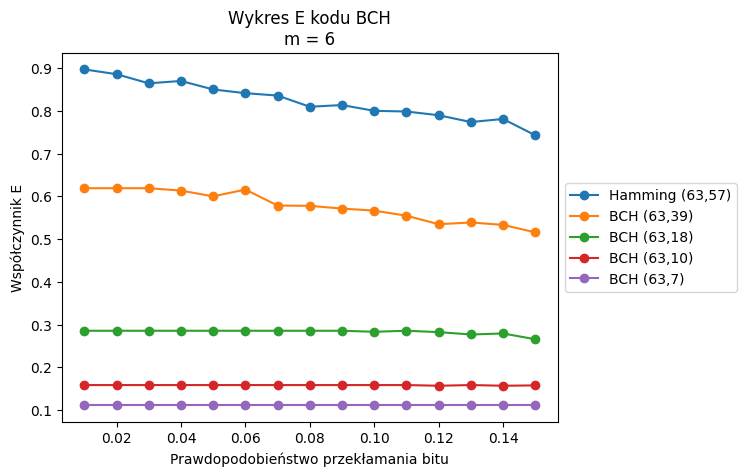 Wykres E kodu BCH
m = 6
Współczynnik E
0.9
0.8
0.7
0.6
0.5
0.4
0.3
0.2
0.1
0.02 0.04 0.06 0.08 0.10 0.12 0.14
Prawdopodobieństwo przekłamania bitu
Hamming (63,57)
BCH (63,39)
BCH (63,18)
BCH (63,10)
BCH (63,7)